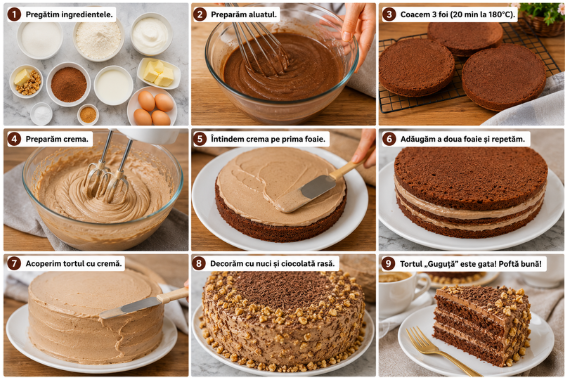 1 Pregătim ingredientele.
2 Preparăm aluatul.
3 Coacem 3 foi (20 min la 180°C).
4 Preparăm crema.
5 Întindem crema pe prima foaie.
6 Adăugăm a doua foaie și repetăm.
7 Acoperim tortul cu cremă.
8 Decorăm cu nuci și ciocolată rasă.
9 Tortul „Guguță” este gata! Poftă bună!